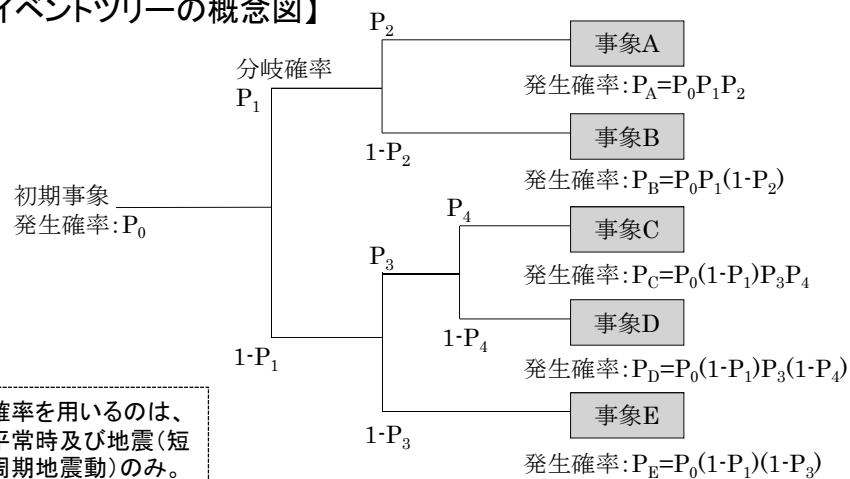 イベントツリーの概念図】
P₂
事象A
分岐確率
P₁
発生確率:P_A=P₀P₁P₂
事象B
1-P₂
発生確率:P_B=P₀P₁(1-P₂)
初期事象
発生確率:P₀
P₄
事象C
P₃
発生確率:P_C=P₀(1-P₁)P₃P₄
事象D
1-P₄
1-P₁
発生確率:P_D=P₀(1-P₁)P₃(1-P₄)
確率を用いるのは、
平常時及び地震(短
周期地震動)のみ。
事象E
1-P₃
発生確率:P_E=P₀(1-P₁)(1-P₃)